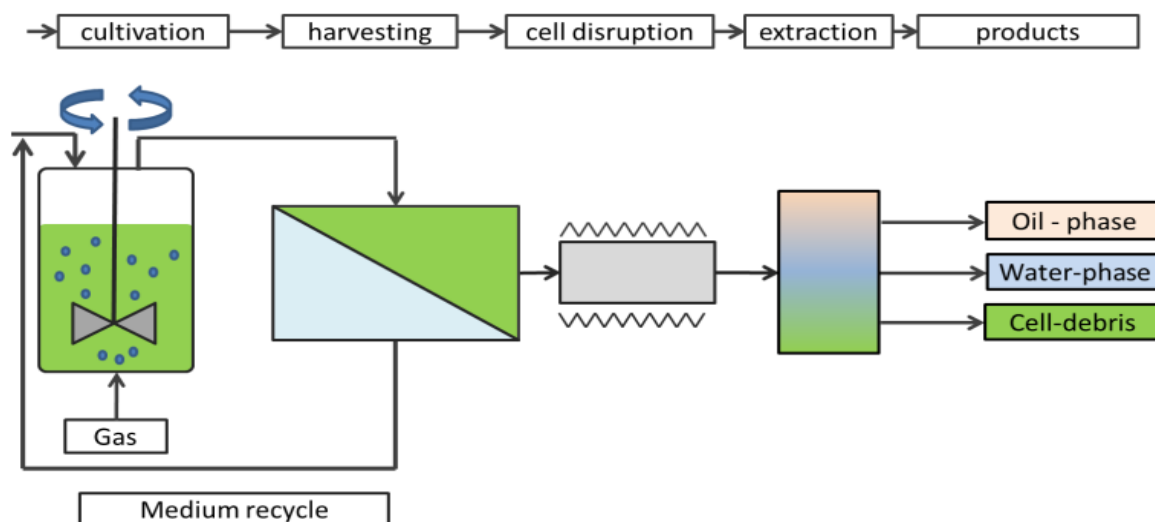 cultivation
harvesting
cell disruption
extraction
products
Oil - phase
Water-phase
Cell-debris
Gas
Medium recycle